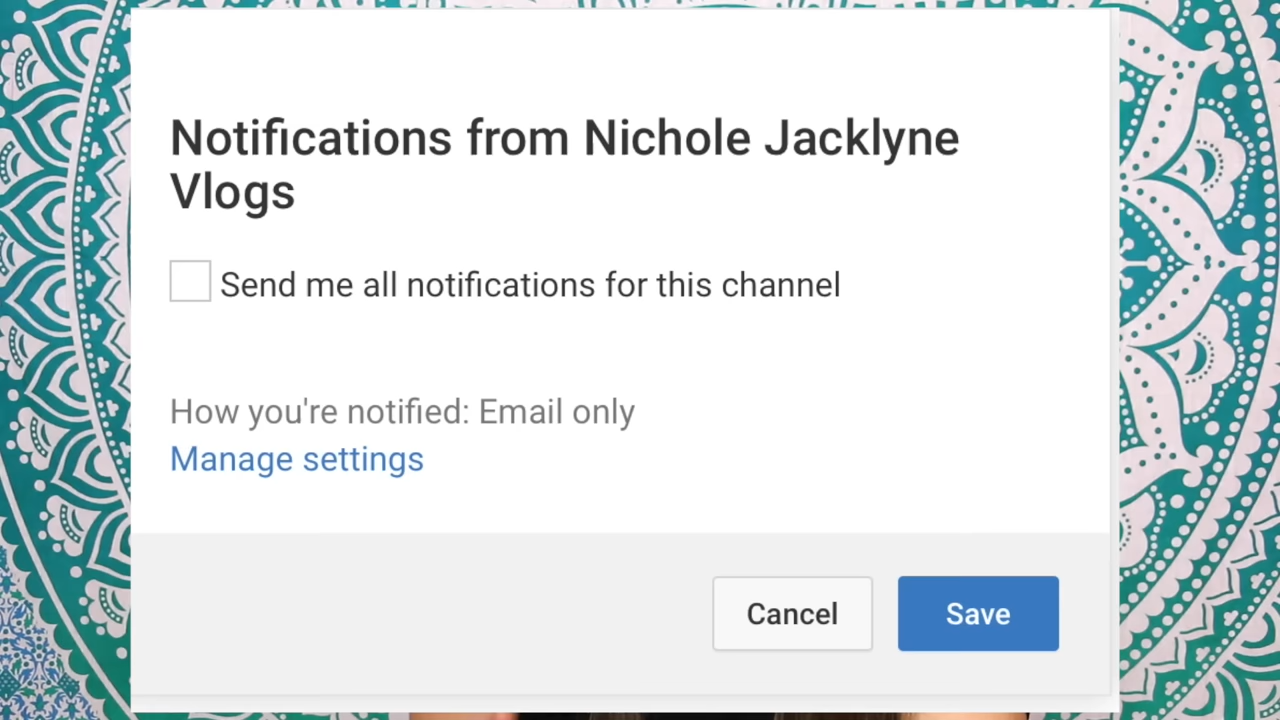 Notifications from Nichole Jacklyne
Vlogs
Send me all notifications for this channel
How you're notified: Email only
Manage settings
Cancel
Save